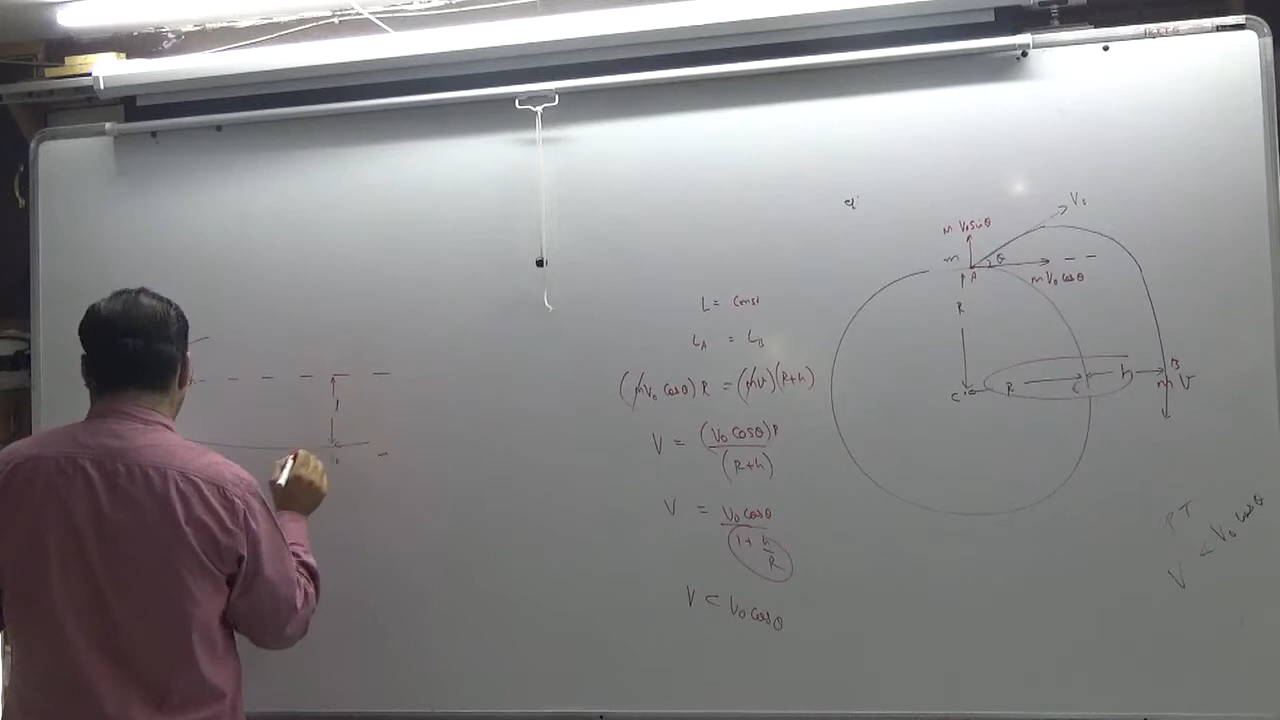 L = Const
L_A = L_B
(mV₀ cosθ) R = (mV)(R+h)
V = (V₀ cosθ)R / (R+h)
V = V₀ cosθ / (1 + h/R)
V < V₀ cosθ
V₀
m V₀ sinθ
m
θ
P A
m V₀ cosθ
R
B
C
R
C
h
m V
PT
V < V₀ cosθ